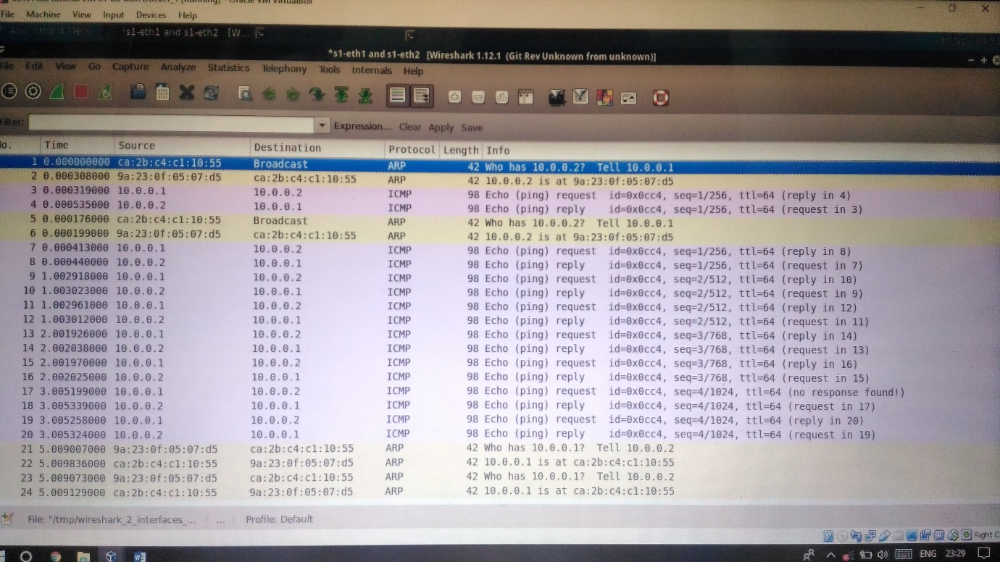 File Machine View Input Devices Help
*s1-eth1 and s1-eth2 [W...
*s1-eth1 and s1-eth2 [Wireshark 1.12.1 (Git Rev Unknown from unknown)]
File Edit View Go Capture Analyze Statistics Telephony Tools Internals Help
Filter: Expression... Clear Apply Save
No. Time Source Destination Protocol Length Info
1 0.000000000 ca:2b:c4:c1:10:55 Broadcast ARP 42 Who has 10.0.0.2? Tell 10.0.0.1
2 0.000308000 9a:23:0f:05:07:d5 ca:2b:c4:c1:10:55 ARP 42 10.0.0.2 is at 9a:23:0f:05:07:d5
3 0.000319000 10.0.0.1 10.0.0.2 ICMP 98 Echo (ping) request id=0x0cc4, seq=1/256, ttl=64 (reply in 4)
4 0.000535000 10.0.0.2 10.0.0.1 ICMP 98 Echo (ping) reply id=0x0cc4, seq=1/256, ttl=64 (request in 3)
5 0.000176000 ca:2b:c4:c1:10:55 Broadcast ARP 42 Who has 10.0.0.2? Tell 10.0.0.1
6 0.000199000 9a:23:0f:05:07:d5 ca:2b:c4:c1:10:55 ARP 42 10.0.0.2 is at 9a:23:0f:05:07:d5
7 0.000413000 10.0.0.1 10.0.0.2 ICMP 98 Echo (ping) request id=0x0cc4, seq=1/256, ttl=64 (reply in 8)
8 0.000440000 10.0.0.2 10.0.0.1 ICMP 98 Echo (ping) reply id=0x0cc4, seq=1/256, ttl=64 (request in 7)
9 1.002918000 10.0.0.1 10.0.0.2 ICMP 98 Echo (ping) request id=0x0cc4, seq=2/512, ttl=64 (reply in 10)
10 1.003023000 10.0.0.2 10.0.0.1 ICMP 98 Echo (ping) reply id=0x0cc4, seq=2/512, ttl=64 (request in 9)
11 1.002961000 10.0.0.1 10.0.0.2 ICMP 98 Echo (ping) request id=0x0cc4, seq=2/512, ttl=64 (reply in 12)
12 1.003012000 10.0.0.2 10.0.0.1 ICMP 98 Echo (ping) reply id=0x0cc4, seq=2/512, ttl=64 (request in 11)
13 2.001926000 10.0.0.1 10.0.0.2 ICMP 98 Echo (ping) request id=0x0cc4, seq=3/768, ttl=64 (reply in 14)
14 2.002038000 10.0.0.2 10.0.0.1 ICMP 98 Echo (ping) reply id=0x0cc4, seq=3/768, ttl=64 (request in 13)
15 2.001970000 10.0.0.1 10.0.0.2 ICMP 98 Echo (ping) request id=0x0cc4, seq=3/768, ttl=64 (reply in 16)
16 2.002025000 10.0.0.2 10.0.0.1 ICMP 98 Echo (ping) reply id=0x0cc4, seq=3/768, ttl=64 (request in 15)
17 3.005199000 10.0.0.1 10.0.0.2 ICMP 98 Echo (ping) request id=0x0cc4, seq=4/1024, ttl=64 (no response found!)
18 3.005339000 10.0.0.2 10.0.0.1 ICMP 98 Echo (ping) reply id=0x0cc4, seq=4/1024, ttl=64 (request in 17)
19 3.005258000 10.0.0.1 10.0.0.2 ICMP 98 Echo (ping) request id=0x0cc4, seq=4/1024, ttl=64 (reply in 20)
20 3.005324000 10.0.0.2 10.0.0.1 ICMP 98 Echo (ping) reply id=0x0cc4, seq=4/1024, ttl=64 (request in 19)
21 5.009007000 9a:23:0f:05:07:d5 ca:2b:c4:c1:10:55 ARP 42 Who has 10.0.0.1? Tell 10.0.0.2
22 5.009836000 ca:2b:c4:c1:10:55 9a:23:0f:05:07:d5 ARP 42 10.0.0.1 is at ca:2b:c4:c1:10:55
23 5.009073000 9a:23:0f:05:07:d5 ca:2b:c4:c1:10:55 ARP 42 Who has 10.0.0.1? Tell 10.0.0.2
24 5.009129000 ca:2b:c4:c1:10:55 9a:23:0f:05:07:d5 ARP 42 10.0.0.1 is at ca:2b:c4:c1:10:55
File: "/tmp/wireshark_2_interfaces_... ... Profile: Default
Right C
ENG 23:29